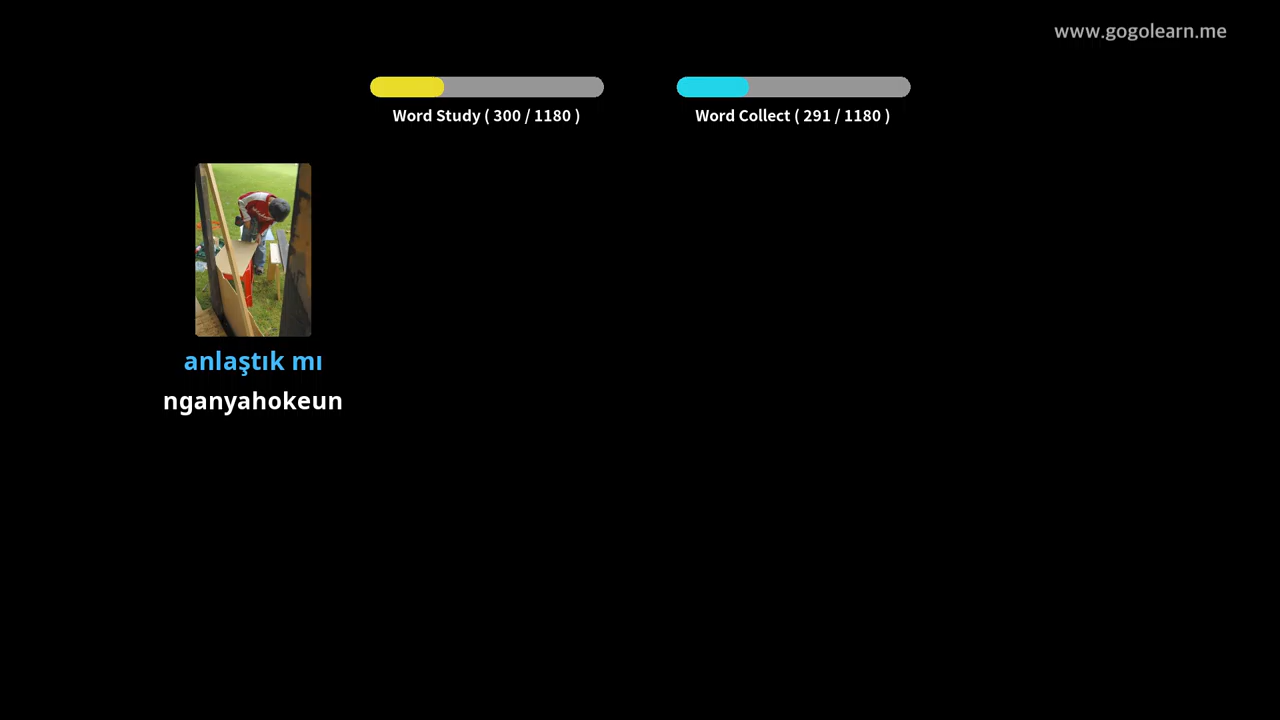 www.gogolearn.me
Word Study ( 300 / 1180 )
Word Collect ( 291 / 1180 )
anlaştık mı
nganyahokeun